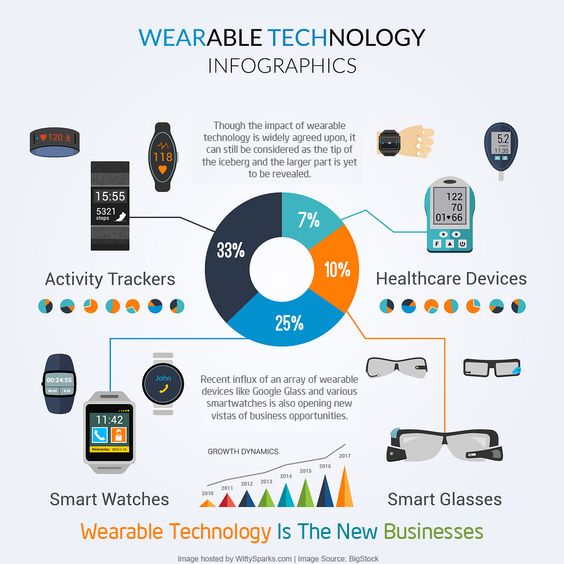 WEARABLE TECHNOLOGY
INFOGRAPHICS
Though the impact of wearable
technology is widely agreed upon, it
can still be considered as the tip of
the iceberg and the larger part is yet
to be revealed.
120
118
5.2
11:35
15:55
5321
steps
122
70
01 66
F A
33%
7%
10%
25%
Activity Trackers
Healthcare Devices
00:24:55
John
11:42
Wednesday
Recent influx of an array of wearable
devices like Google Glass and various
smartwatches is also opening new
vistas of business opportunities.
GROWTH DYNAMICS
2010
2011
2012
2013
2014
2015
2016
2017
Smart Watches
Smart Glasses
Wearable Technology Is The New Businesses
Image hosted by WittySparks.com | Image Source: BigStock